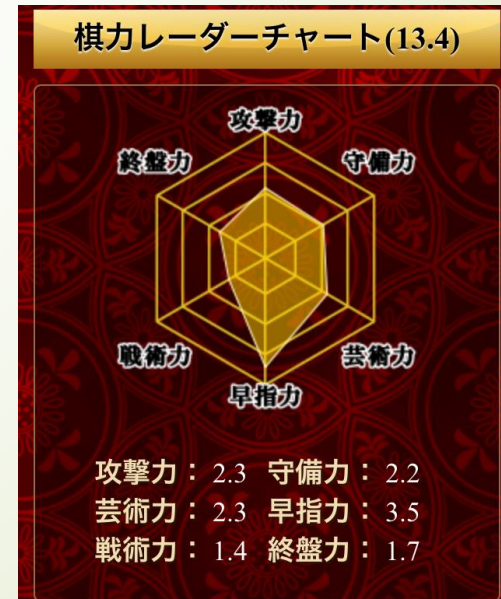 棋力レーダーチャート(13.4)
攻撃力
終盤力 守備力
戦術力 芸術力
早指力
攻撃力： 2.3 守備力： 2.2
芸術力： 2.3 早指力： 3.5
戦術力： 1.4 終盤力： 1.7